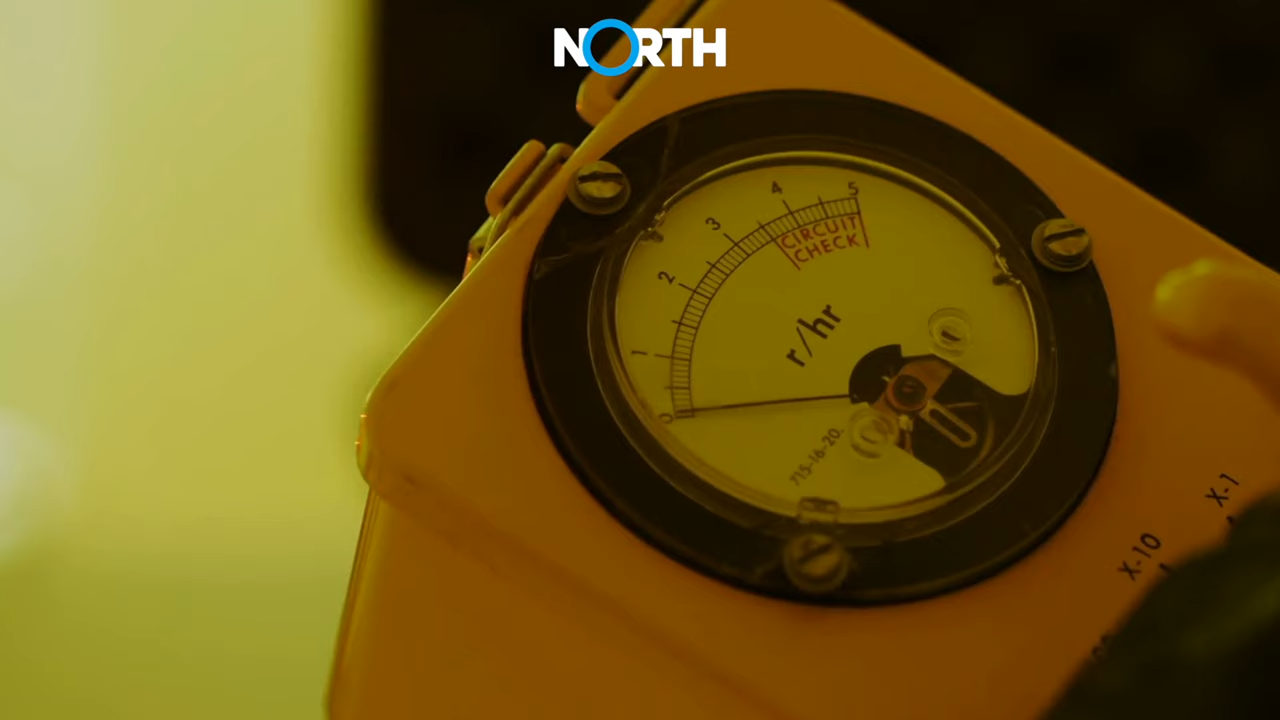 NORTH
0 1 2 3 4 5
CIRCUIT
CHECK
r/hr
715-16-20.
X-1
X-10